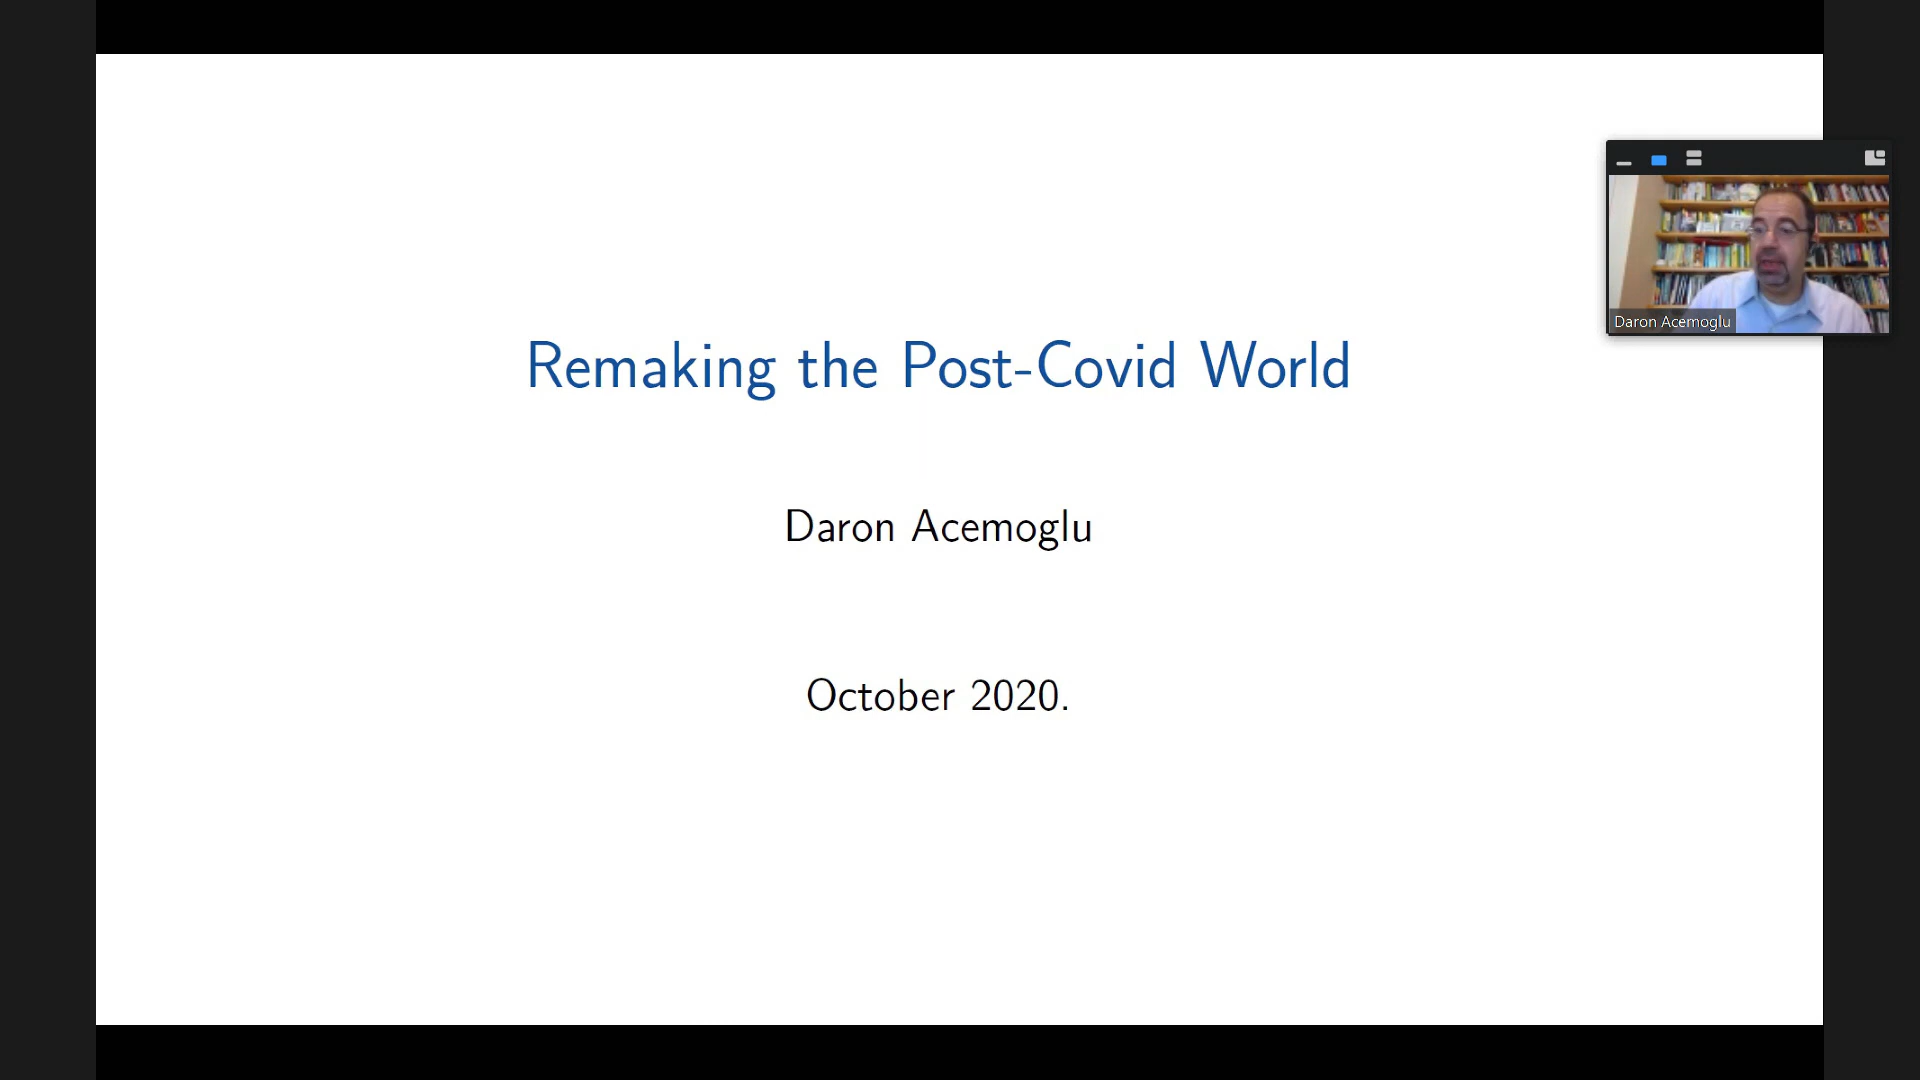 Remaking the Post-Covid World
Daron Acemoglu
October 2020.
Daron Acemoglu